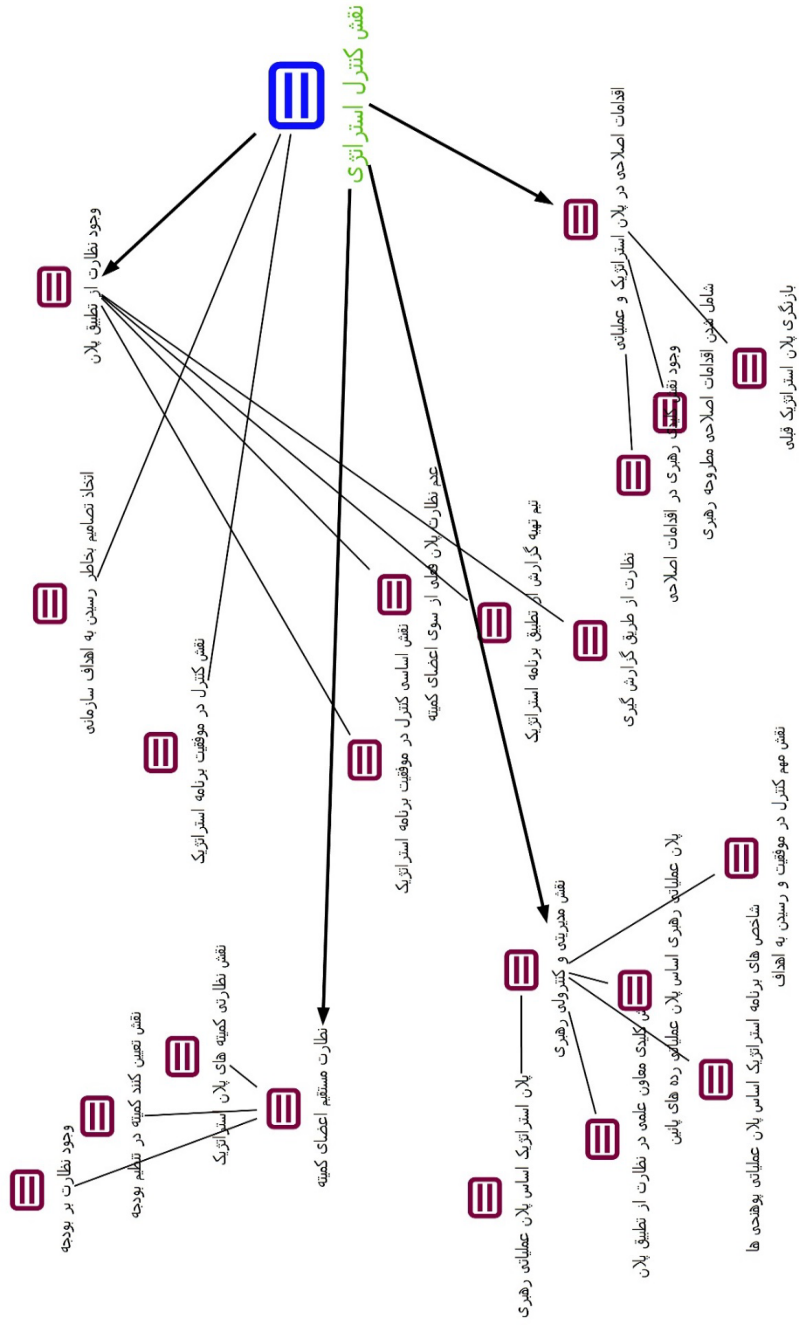 نقش کنترل استراتژی
وجود نظارت از تطبیق پلان
اتخاذ تصامیم بخاطر رسیدن به اهداف سازمانی
نقش کنترل در موفقیت برنامه استراتژیک
نقش اساسی کنترل در موفقیت برنامه استراتژیک
عدم نظارت پلان فعلی از سوی اعضای کمیته
تیم تهیه گزارش از تطبیق برنامه استراتژیک
نظارت از طریق گزارش گیری
اقدامات اصلاحی در پلان استراتژیک و عملیاتی
وجود نقش کلیدی رهبری در اقدامات اصلاحی
شامل شدن اقدامات اصلاحی مطروحه رهبری
بازنگری پلان استراتژیک قبلی
نظارت مستقیم اعضای کمیته
وجود نظارت بر بودجه
نقش تعیین کنند کمیته در تنظیم بودجه
نقش نظارتی کمیته های پلان استراتژیک
نقش مدیریتی و کنترولی رهبری
پلان استراتژیک اساس پلان عملیاتی رهبری
کلیدی معاون علمی در نظارت از تطبیق پلان
پلان عملیاتی رهبری اساس پلان عملیاتی رده های پائین
شاخص های برنامه استراتژیک اساس پلان عملیاتی پوهنحی ها
نقش مهم کنترل در موفقیت و رسیدن به اهداف